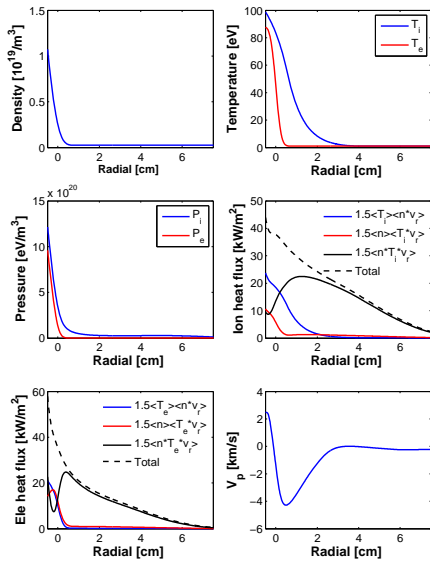 Density [10^19/m^3]
1.5
1
0.5
0
0 2 4 6
Radial [cm]
Temperature [eV]
100
80
60
40
20
0
T_i
T_e
0 2 4 6
Radial [cm]
Pressure [eV/m^3]
x 10^20
20
15
10
5
0
P_i
P_e
0 2 4 6
Radial [cm]
Ion heat flux [kW/m^2]
60
50
40
30
20
10
0
1.5<T_i><n*v_r>
1.5<n><T_i*v_r>
1.5<n*T_i*v_r>
Total
0 2 4 6
Radial [cm]
Ele heat flux [kW/m^2]
60
40
20
0
1.5<T_e><n*v_r>
1.5<n><T_e*v_r>
1.5<n*T_e*v_r>
Total
0 2 4 6
Radial [cm]
V_p [km/s]
4
2
0
−2
−4
−6
0 2 4 6
Radial [cm]